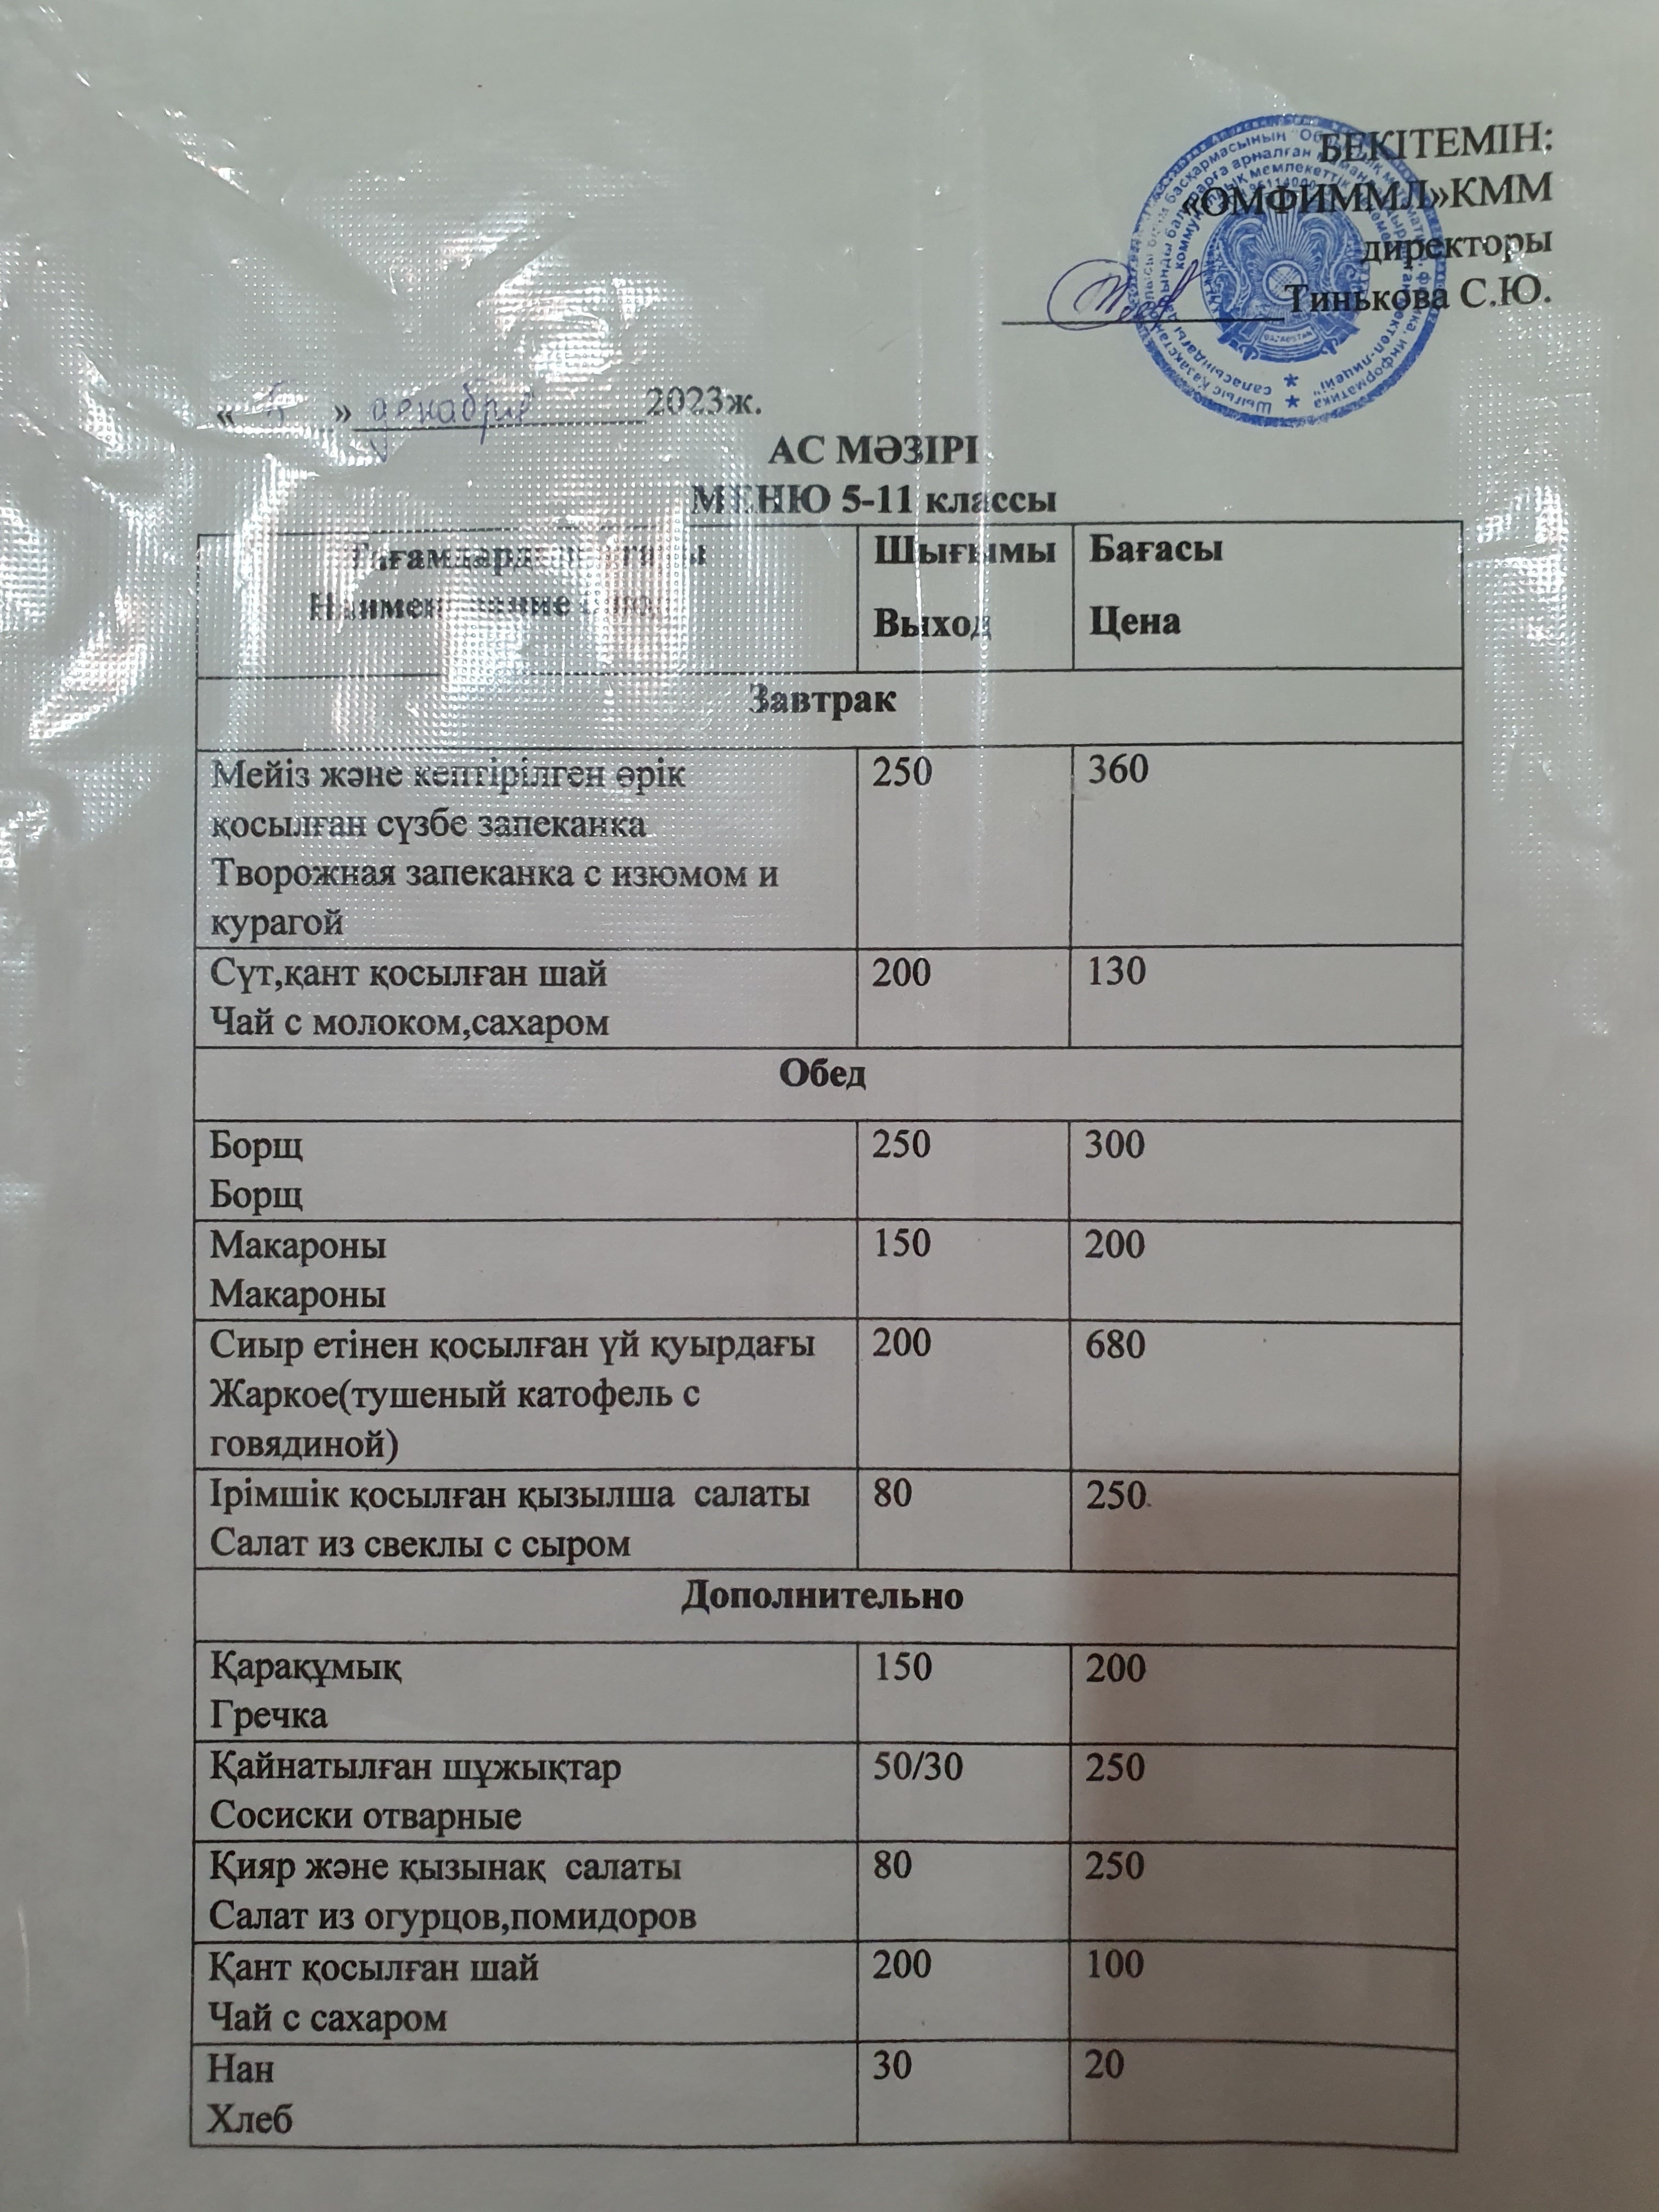 БЕКІТЕМІН:
«ОМФИММЛ»КММ
директоры
Тинькова С.Ю.
«5» декабря 2023ж.
АС МӘЗІРІ
МЕНЮ 5-11 классы
Шығымы Бағасы
Наименование
Выход Цена
Завтрак
Мейіз және кептірілген өрік 250 360
қосылған сүзбе запеканка
Творожная запеканка с изюмом и
курагой
Сүт,қант қосылған шай 200 130
Чай с молоком,сахаром
Обед
Борщ 250 300
Борщ
Макароны 150 200
Макароны
Сиыр етінен қосылған үй қуырдағы 200 680
Жаркое(тушеный катофель с
говядиной)
Ірімшік қосылған қызылша салаты 80 250
Салат из свеклы с сыром
Дополнительно
Қарақұмық 150 200
Гречка
Қайнатылған шұжықтар 50/30 250
Сосиски отварные
Қияр және қызынақ салаты 80 250
Салат из огурцов,помидоров
Қант қосылған шай 200 100
Чай с сахаром
Нан 30 20
Хлеб